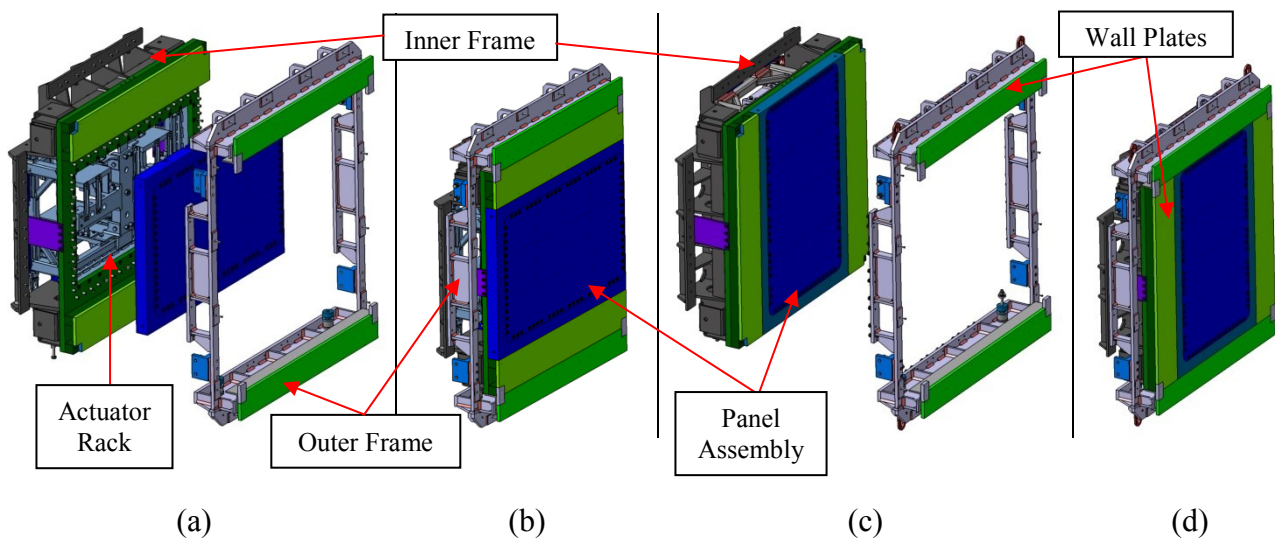 Inner Frame
Wall Plates
Actuator
Rack
Outer Frame
Panel
Assembly
(a)
(b)
(c)
(d)